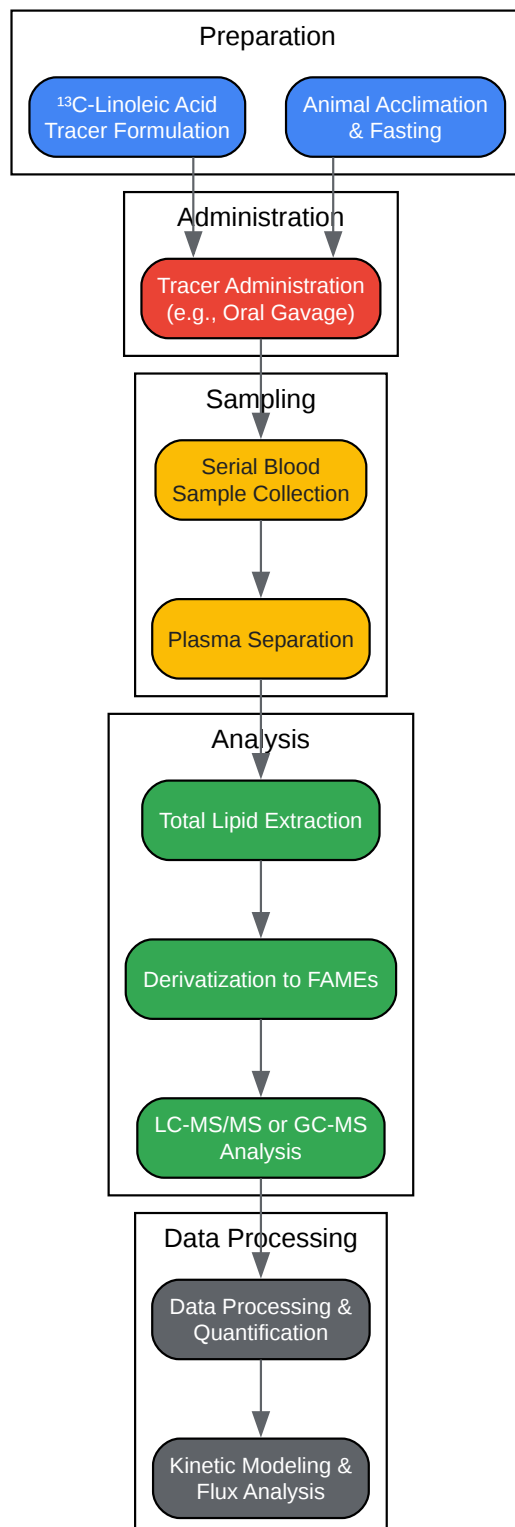 Preparation
¹³C-Linoleic Acid
Tracer Formulation
Animal Acclimation
& Fasting
Administration
Tracer Administration
(e.g., Oral Gavage)
Sampling
Serial Blood
Sample Collection
Plasma Separation
Analysis
Total Lipid Extraction
Derivatization to FAMEs
LC-MS/MS or GC-MS
Analysis
Data Processing
Data Processing &
Quantification
Kinetic Modeling &
Flux Analysis